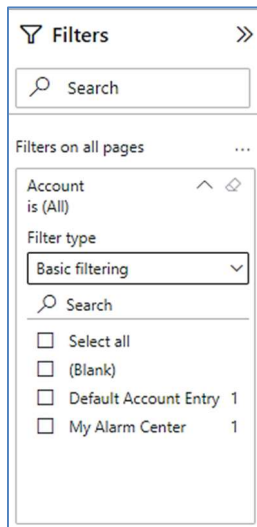 Filters
Search
Filters on all pages ...
Account
is (All)
Filter type
Basic filtering
Search
Select all
(Blank)
Default Account Entry 1
My Alarm Center 1